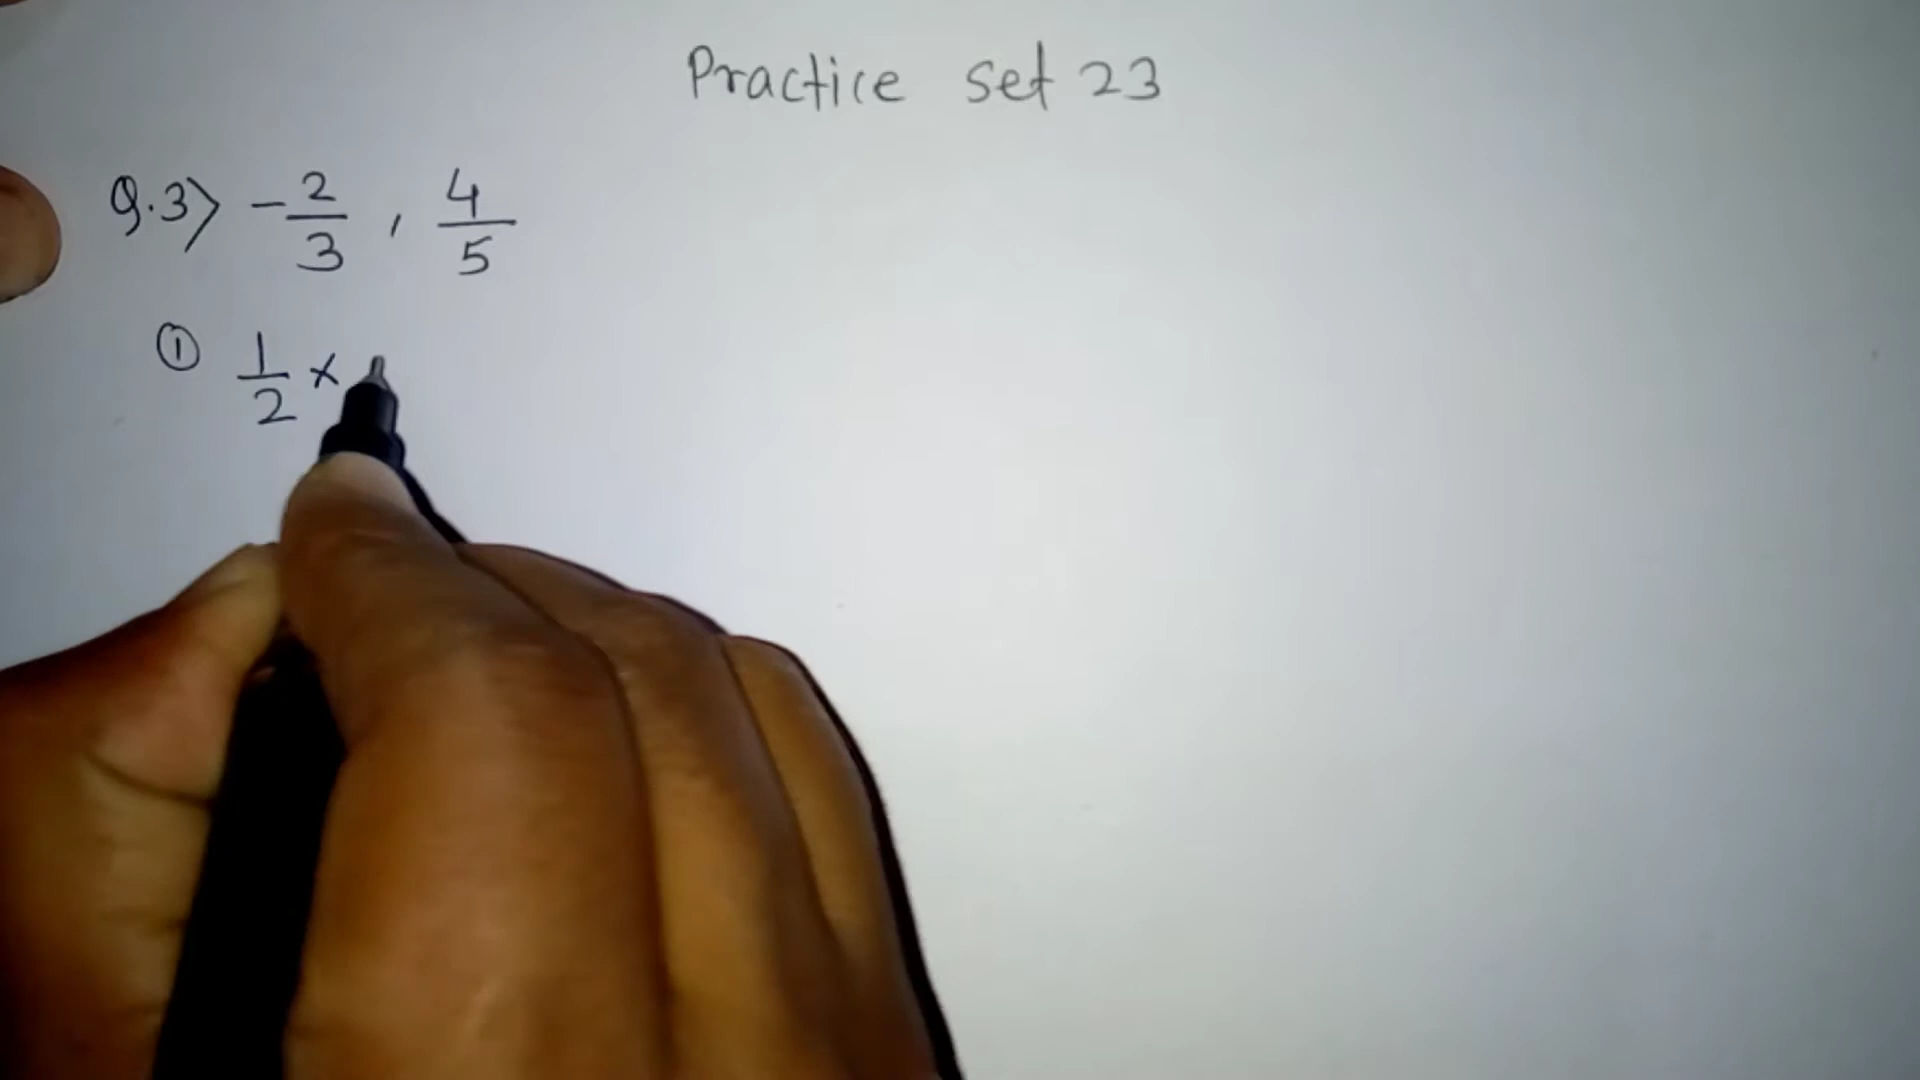 Practice set 23
Q.3> -2/3 , 4/5
① 1/2 ×